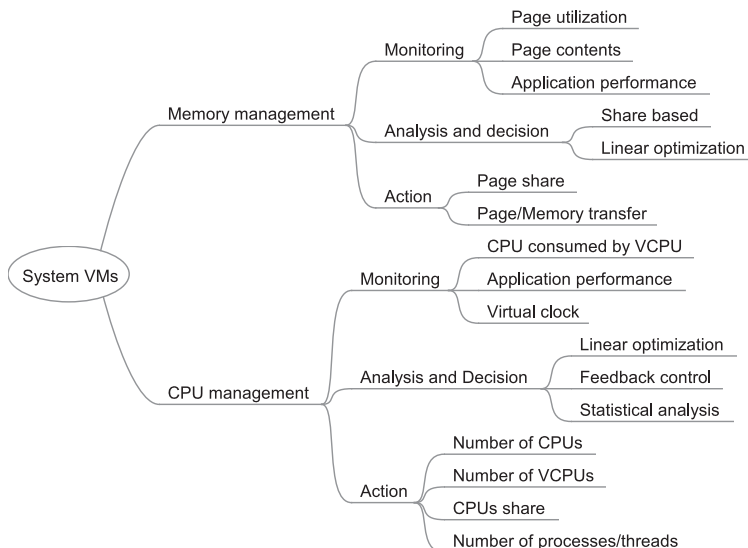 System VMs
Memory management
Monitoring
Page utilization
Page contents
Application performance
Analysis and decision
Share based
Linear optimization
Action
Page share
Page/Memory transfer
CPU management
Monitoring
CPU consumed by VCPU
Application performance
Virtual clock
Analysis and Decision
Linear optimization
Feedback control
Statistical analysis
Action
Number of CPUs
Number of VCPUs
CPUs share
Number of processes/threads